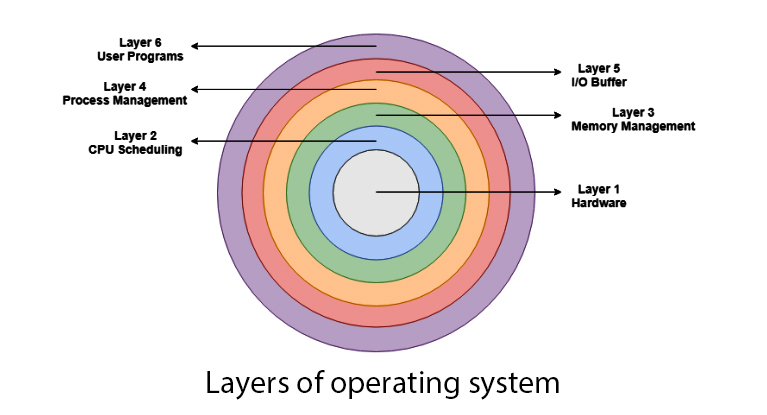 Layer 6
User Programs
Layer 5
I/O Buffer
Layer 4
Process Management
Layer 3
Memory Management
Layer 2
CPU Scheduling
Layer 1
Hardware
Layers of operating system